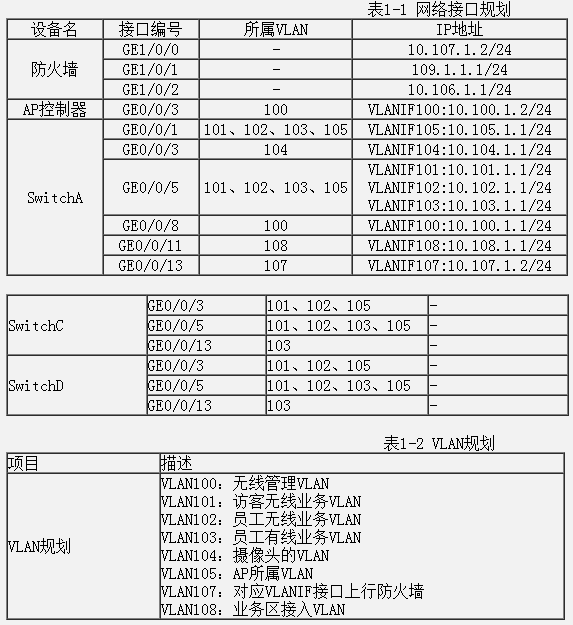 表1-1 网络接口规划
设备名 接口编号 所属VLAN IP地址
防火墙 GE1/0/0 - 10.107.1.2/24
GE1/0/1 - 109.1.1.1/24
GE1/0/2 - 10.106.1.1/24
AP控制器 GE0/0/3 100 VLANIF100:10.100.1.2/24
SwitchA GE0/0/1 101、102、103、105 VLANIF105:10.105.1.1/24
GE0/0/3 104 VLANIF104:10.104.1.1/24
GE0/0/5 101、102、103、105 VLANIF101:10.101.1.1/24
VLANIF102:10.102.1.1/24
VLANIF103:10.103.1.1/24
GE0/0/8 100 VLANIF100:10.100.1.1/24
GE0/0/11 108 VLANIF108:10.108.1.1/24
GE0/0/13 107 VLANIF107:10.107.1.2/24
SwitchC GE0/0/3 101、102、105 -
GE0/0/5 101、102、103、105 -
GE0/0/13 103 -
SwitchD GE0/0/3 101、102、105 -
GE0/0/5 101、102、103、105 -
GE0/0/13 103 -
表1-2 VLAN规划
项目 描述
VLAN规划 VLAN100：无线管理VLAN
VLAN101：访客无线业务VLAN
VLAN102：员工无线业务VLAN
VLAN103：员工有线业务VLAN
VLAN104：摄像头的VLAN
VLAN105：AP所属VLAN
VLAN107：对应VLANIF接口上行防火墙
VLAN108：业务区接入VLAN